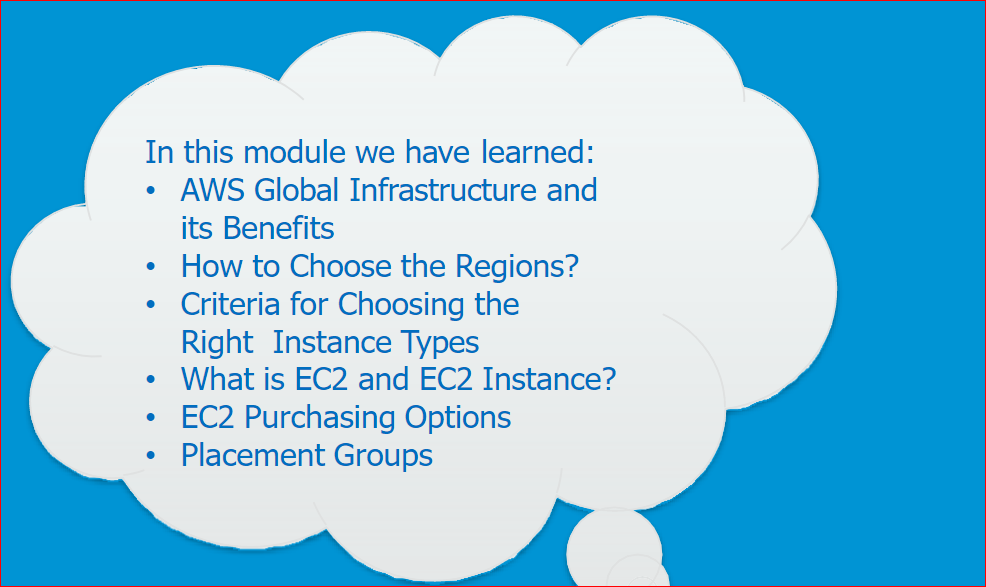 In this module we have learned:
• AWS Global Infrastructure and
its Benefits
• How to Choose the Regions?
• Criteria for Choosing the
Right  Instance Types
• What is EC2 and EC2 Instance?
• EC2 Purchasing Options
• Placement Groups